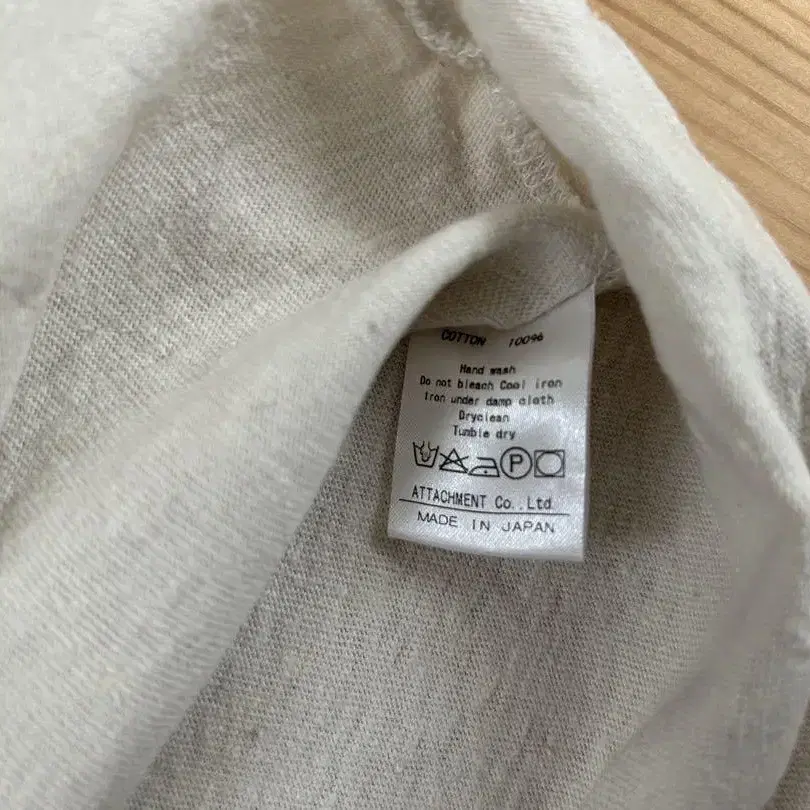 COTTON 100%
Hand wash
Do not bleach Cool iron
Iron under damp cloth
Dryclean
Tumble dry
P
ATTACHMENT Co.,Ltd
MADE IN JAPAN